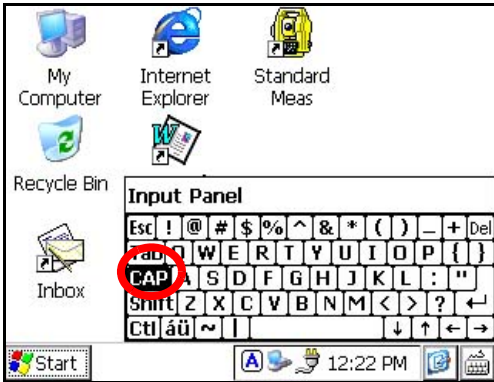 My Computer
Internet Explorer
Standard Meas
Recycle Bin
Inbox
Input Panel
Esc ! @ # $ % ^ & * ( ) _ + Del
Tab Q W E R T Y U I O P { }
CAP A S D F G H J K L : "
Shift Z X C V B N M < > ? ↵
Ctl áü ~ | ↓ ↑ ← →
Start A 12:22 PM